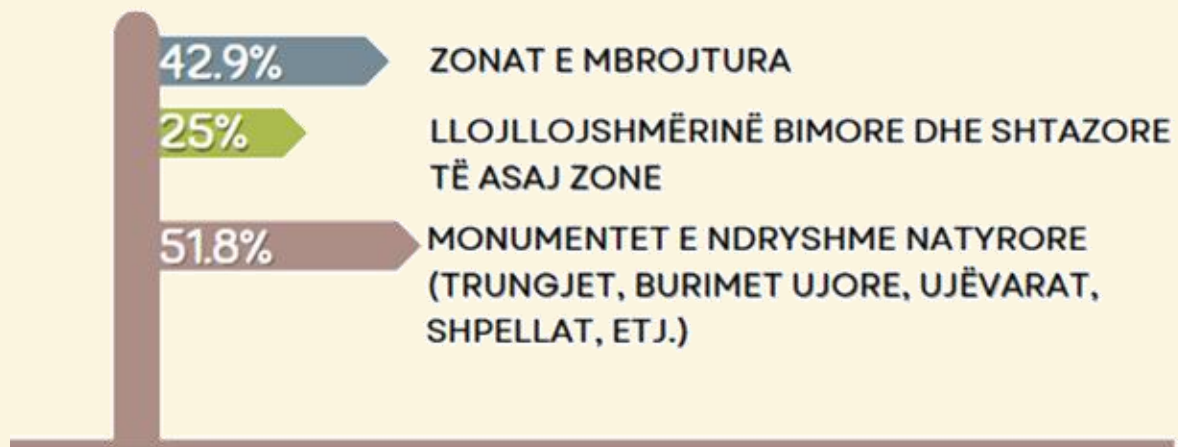 42.9% ZONAT E MBROJTURA
25% LLOJLLOJSHMËRINË BIMORE DHE SHTAZORE
TË ASAJ ZONE
51.8% MONUMENTET E NDRYSHME NATYRORE
(TRUNGJET, BURIMET UJORE, UJËVARAT,
SHPELLAT, ETJ.)